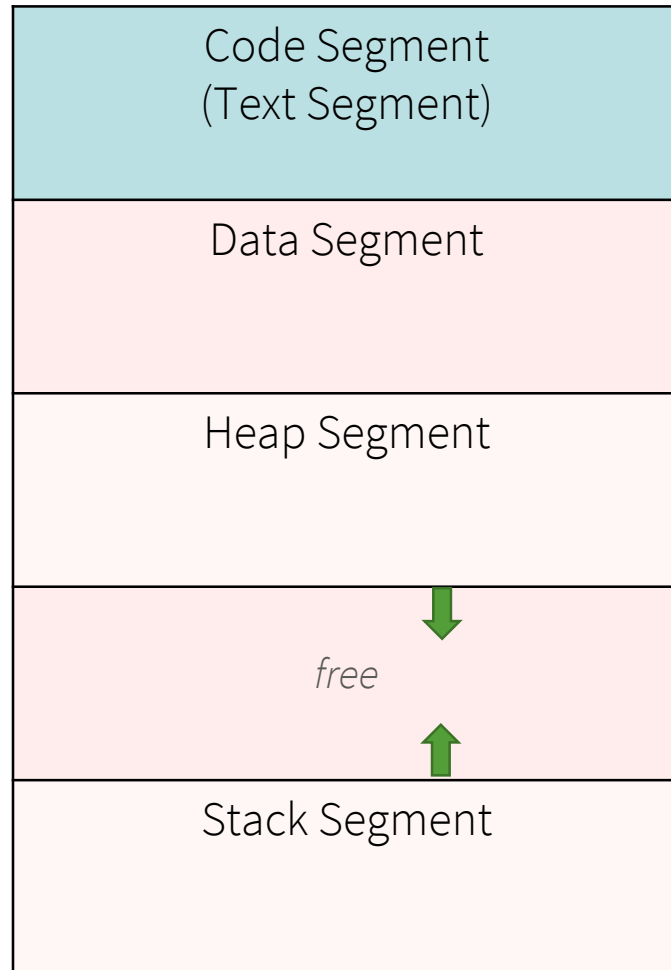 Code Segment
(Text Segment)
Data Segment
Heap Segment
free
Stack Segment